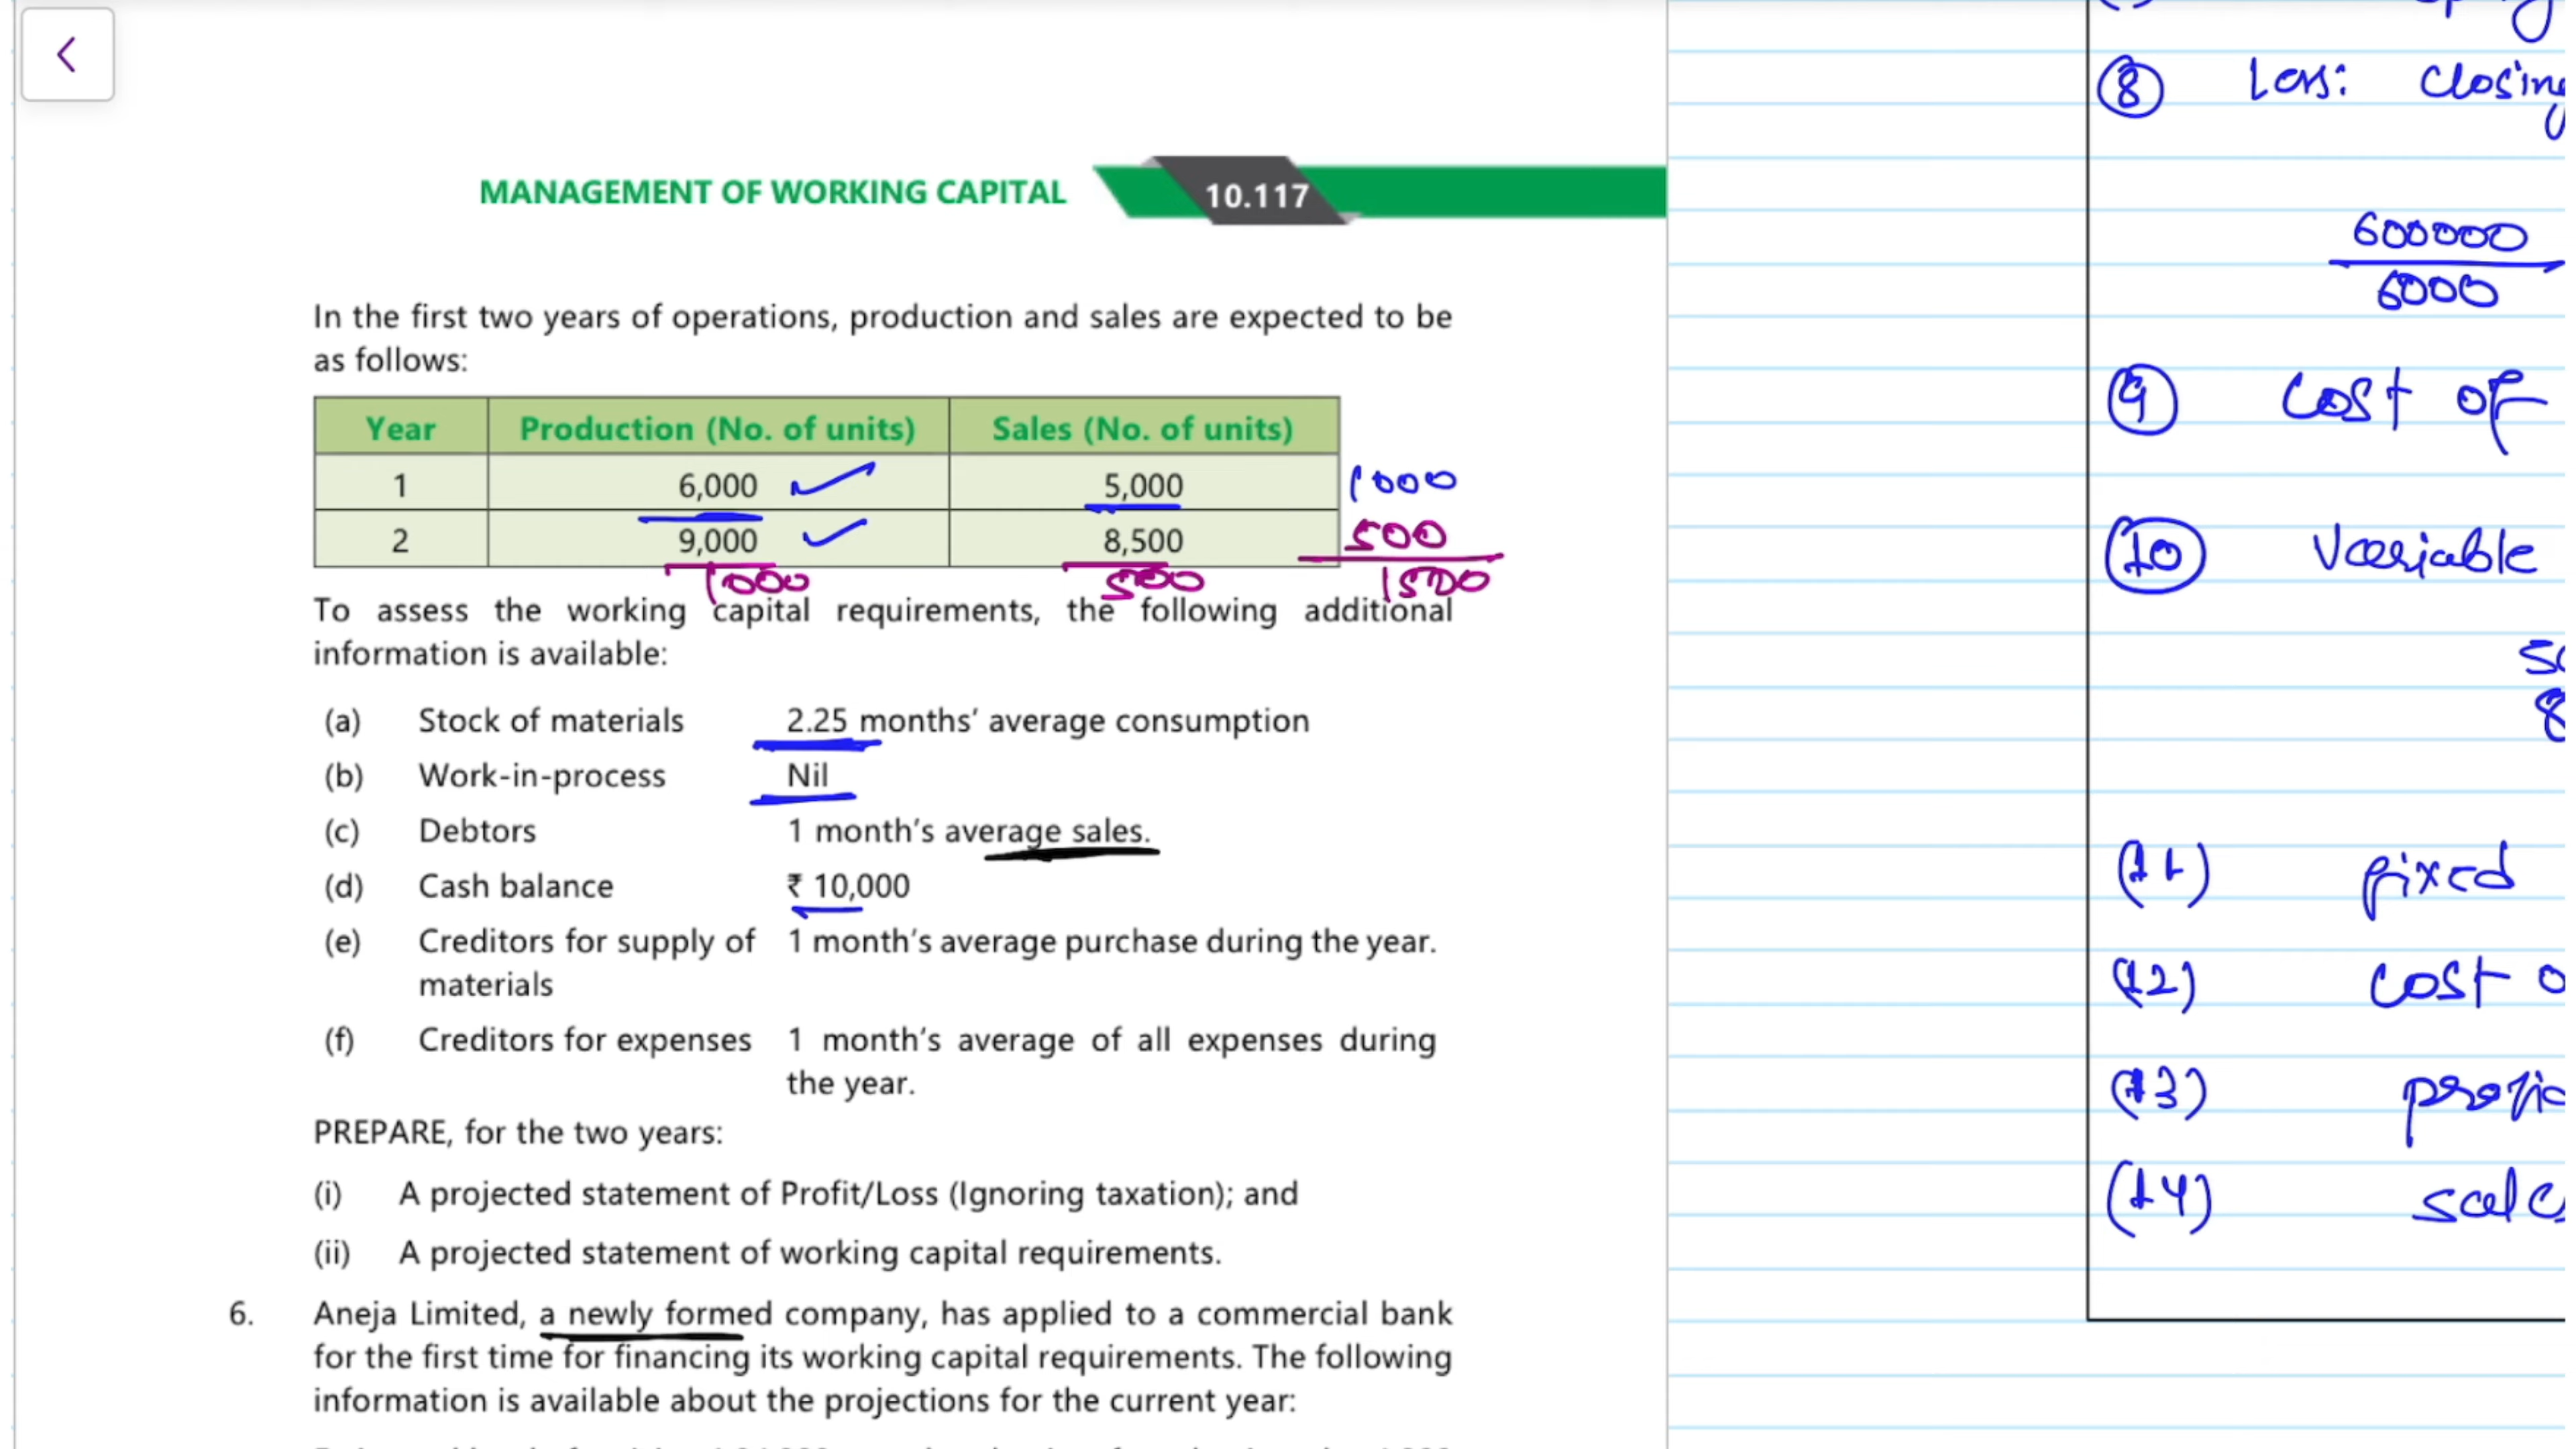 MANAGEMENT OF WORKING CAPITAL 10.117
In the first two years of operations, production and sales are expected to be
as follows:
Year Production (No. of units) Sales (No. of units)
1 6,000 5,000 1000
2 9,000 8,500 500
1000 500 1500
To assess the working capital requirements, the following additional
information is available:
(a) Stock of materials 2.25 months' average consumption
(b) Work-in-process Nil
(c) Debtors 1 month's average sales.
(d) Cash balance ₹ 10,000
(e) Creditors for supply of 1 month's average purchase during the year.
materials
(f) Creditors for expenses 1 month's average of all expenses during
the year.
PREPARE, for the two years:
(i) A projected statement of Profit/Loss (Ignoring taxation); and
(ii) A projected statement of working capital requirements.
6. Aneja Limited, a newly formed company, has applied to a commercial bank
for the first time for financing its working capital requirements. The following
information is available about the projections for the current year:
(8) Less: Closing
600000
6000
(9) Cost of
(10) Variable
(11) fixed
(12) Cost
(13)
(14)